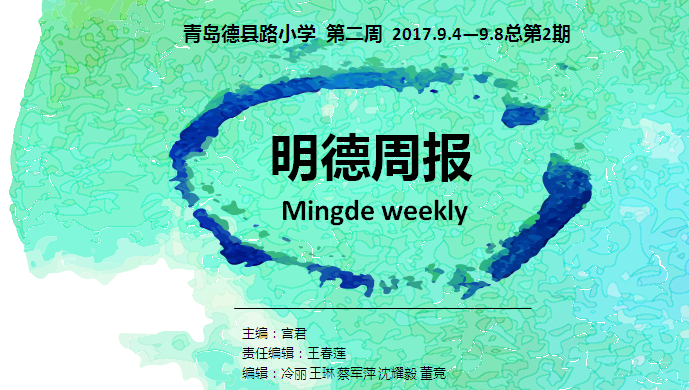 青岛德县路小学 第二周 2017.9.4—9.8总第2期
明德周报
Mingde weekly
主编：宫君
责任编辑：王春莲
编辑：冷丽 王琳 蔡军萍 沈耀毅 董竞